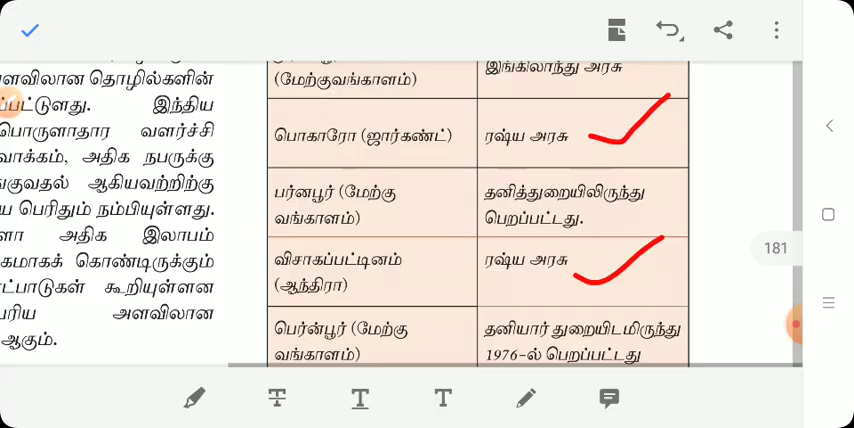 அளவிலான தொழில்களின்
இந்திய
பொருளாதார வளர்ச்சி
அதிக நபருக்கு
ஆகியவற்றிற்கு
பெரிதும் நம்பியுள்ளது.
அதிக இலாபம்
கொண்டிருக்கும்
கூறியுள்ளன
அளவிலான
ஆகும்.
(மேற்குவங்காளம்)
இங்கிலாந்து அரசு
பொகாரோ (ஜார்கண்ட்)
ரஷ்ய அரசு
பர்னபூர் (மேற்கு
வங்காளம்)
தனித்துறையிலிருந்து
பெறப்பட்டது.
விசாகப்பட்டினம்
(ஆந்திரா)
ரஷ்ய அரசு
பெர்ன்பூர் (மேற்கு
வங்காளம்)
தனியார் துறையிடமிருந்து
1976-ல் பெறப்பட்டது
181
T
T
T